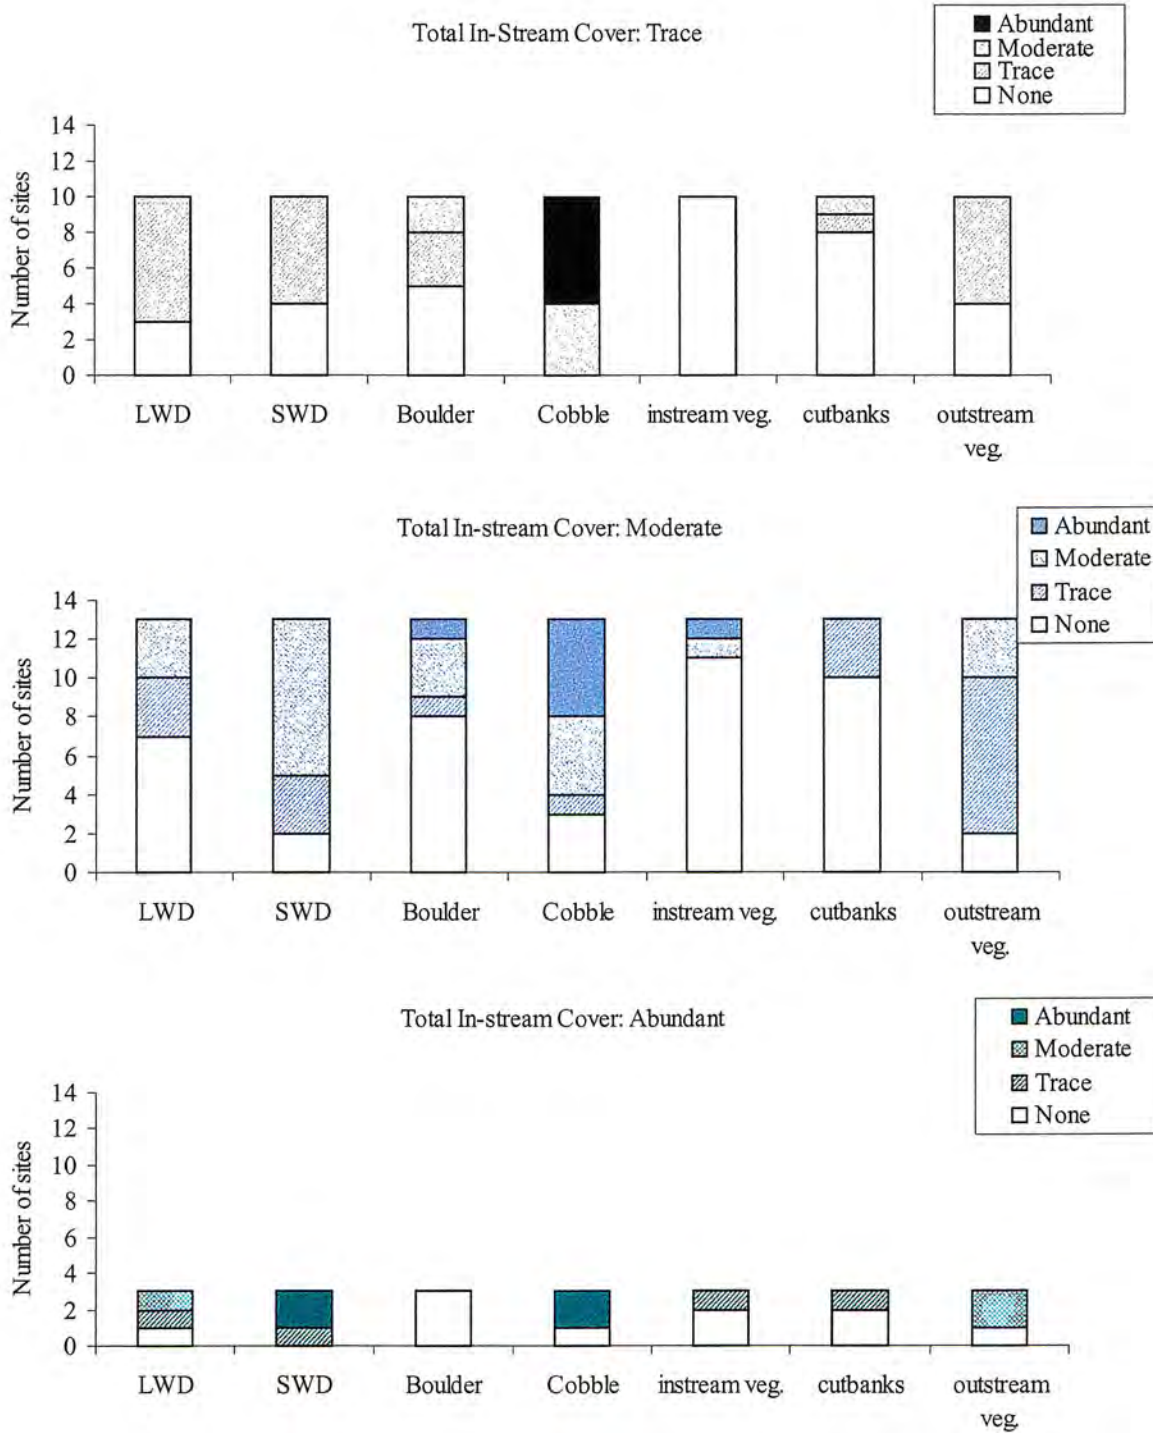 Total In-Stream Cover: Trace
Abundant
Moderate
Trace
None
Number of sites
14
12
10
8
6
4
2
0
LWD
SWD
Boulder
Cobble
instream veg.
cutbanks
outstream
veg.
Total In-stream Cover: Moderate
Abundant
Moderate
Trace
None
Number of sites
14
12
10
8
6
4
2
0
LWD
SWD
Boulder
Cobble
instream veg.
cutbanks
outstream
veg.
Total In-stream Cover: Abundant
Abundant
Moderate
Trace
None
Number of sites
14
12
10
8
6
4
2
0
LWD
SWD
Boulder
Cobble
instream veg.
cutbanks
outstream
veg.